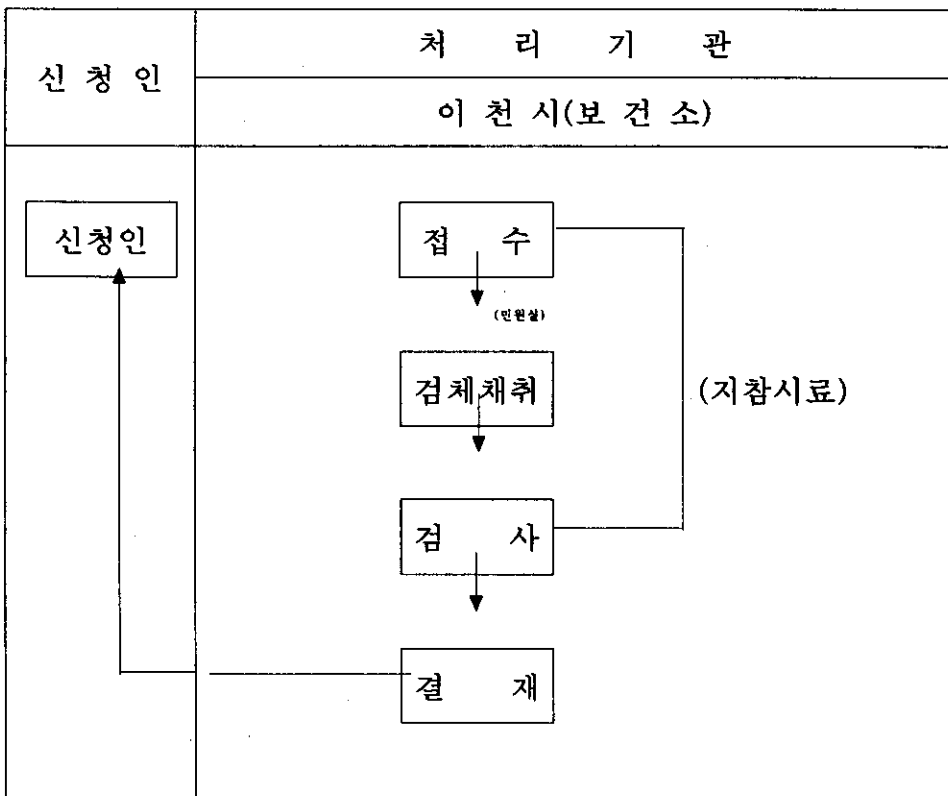 신 청 인
처 리 기 관
이 천 시(보 건 소)
신청인
접 수
(민원실)
검체채취
(지참시료)
검 사
결 재